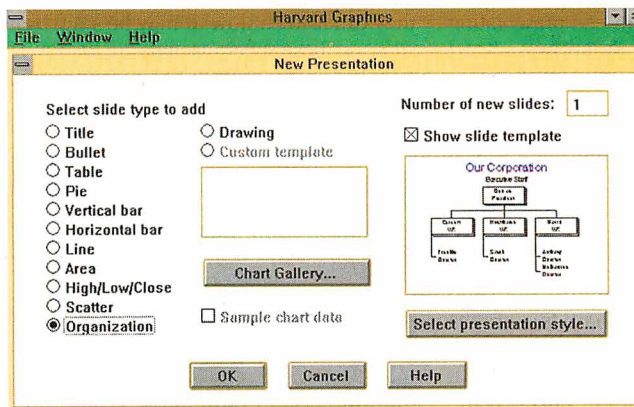 Harvard Graphics
File Window Help
New Presentation
Select slide type to add
Title
Bullet
Table
Pie
Vertical bar
Horizontal bar
Line
Area
High/Low/Close
Scatter
Organization
Drawing
Custom template
Chart Gallery...
Sample chart data
Number of new slides: 1
Show slide template
Our Corporation
Executive Staff
President
Select presentation style...
OK Cancel Help